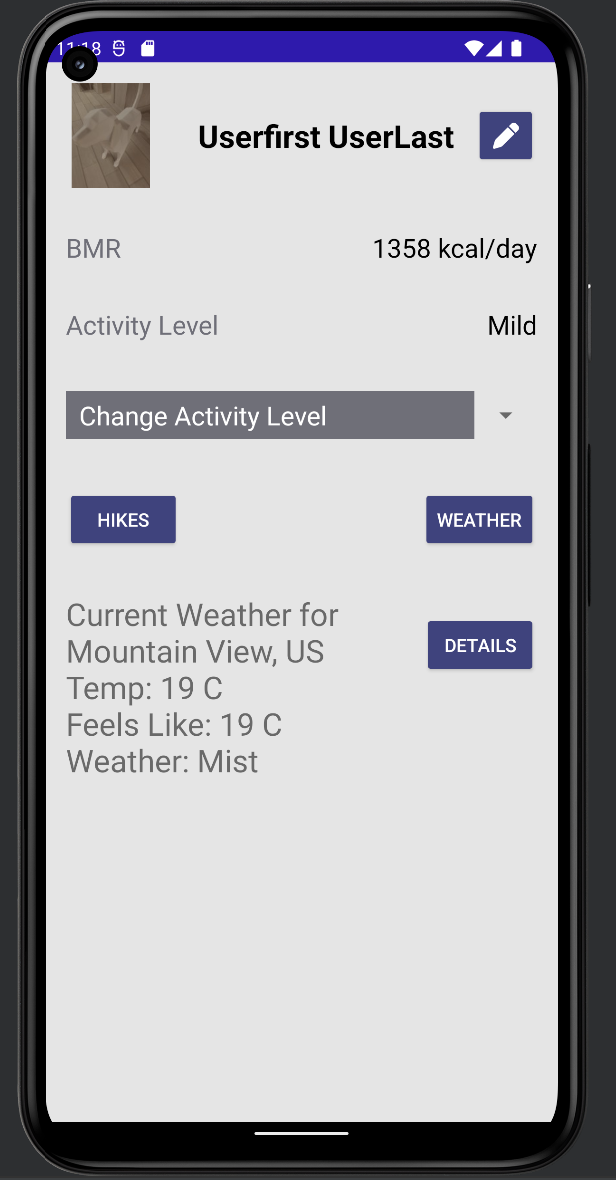 11:18
Userfirst UserLast
BMR 1358 kcal/day
Activity Level Mild
Change Activity Level
HIKES WEATHER
Current Weather for
Mountain View, US
DETAILS
Temp: 19 C
Feels Like: 19 C
Weather: Mist